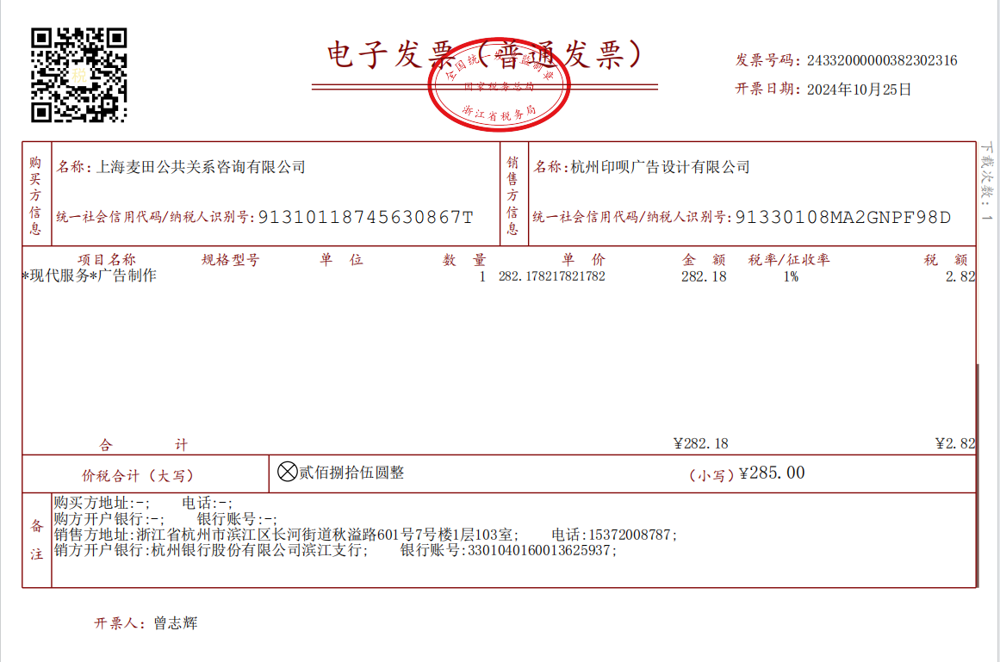 电子发票（普通发票）
全国统一发票监制章
国家税务总局
浙江省税务局
税
发票号码：24332000000382302316
开票日期：2024年10月25日
下载次数：1
购买方信息
名称：上海麦田公共关系咨询有限公司
统一社会信用代码/纳税人识别号：91310118745630867T
销售方信息
名称：杭州印呗广告设计有限公司
统一社会信用代码/纳税人识别号：91330108MA2GNPF98D
项目名称 规格型号 单 位 数 量 单 价 金 额 税率/征收率 税 额
*现代服务*广告制作 1 282.178217821782 282.18 1% 2.82
合 计 ¥282.18 ¥2.82
价税合计（大写） ⊗贰佰捌拾伍圆整 （小写）¥285.00
备注
购买方地址:-; 电话:-;
购方开户银行:-; 银行账号:-;
销售方地址:浙江省杭州市滨江区长河街道秋溢路601号7号楼1层103室; 电话:15372008787;
销方开户银行:杭州银行股份有限公司滨江支行; 银行账号:3301040160013625937;
开票人：曾志辉